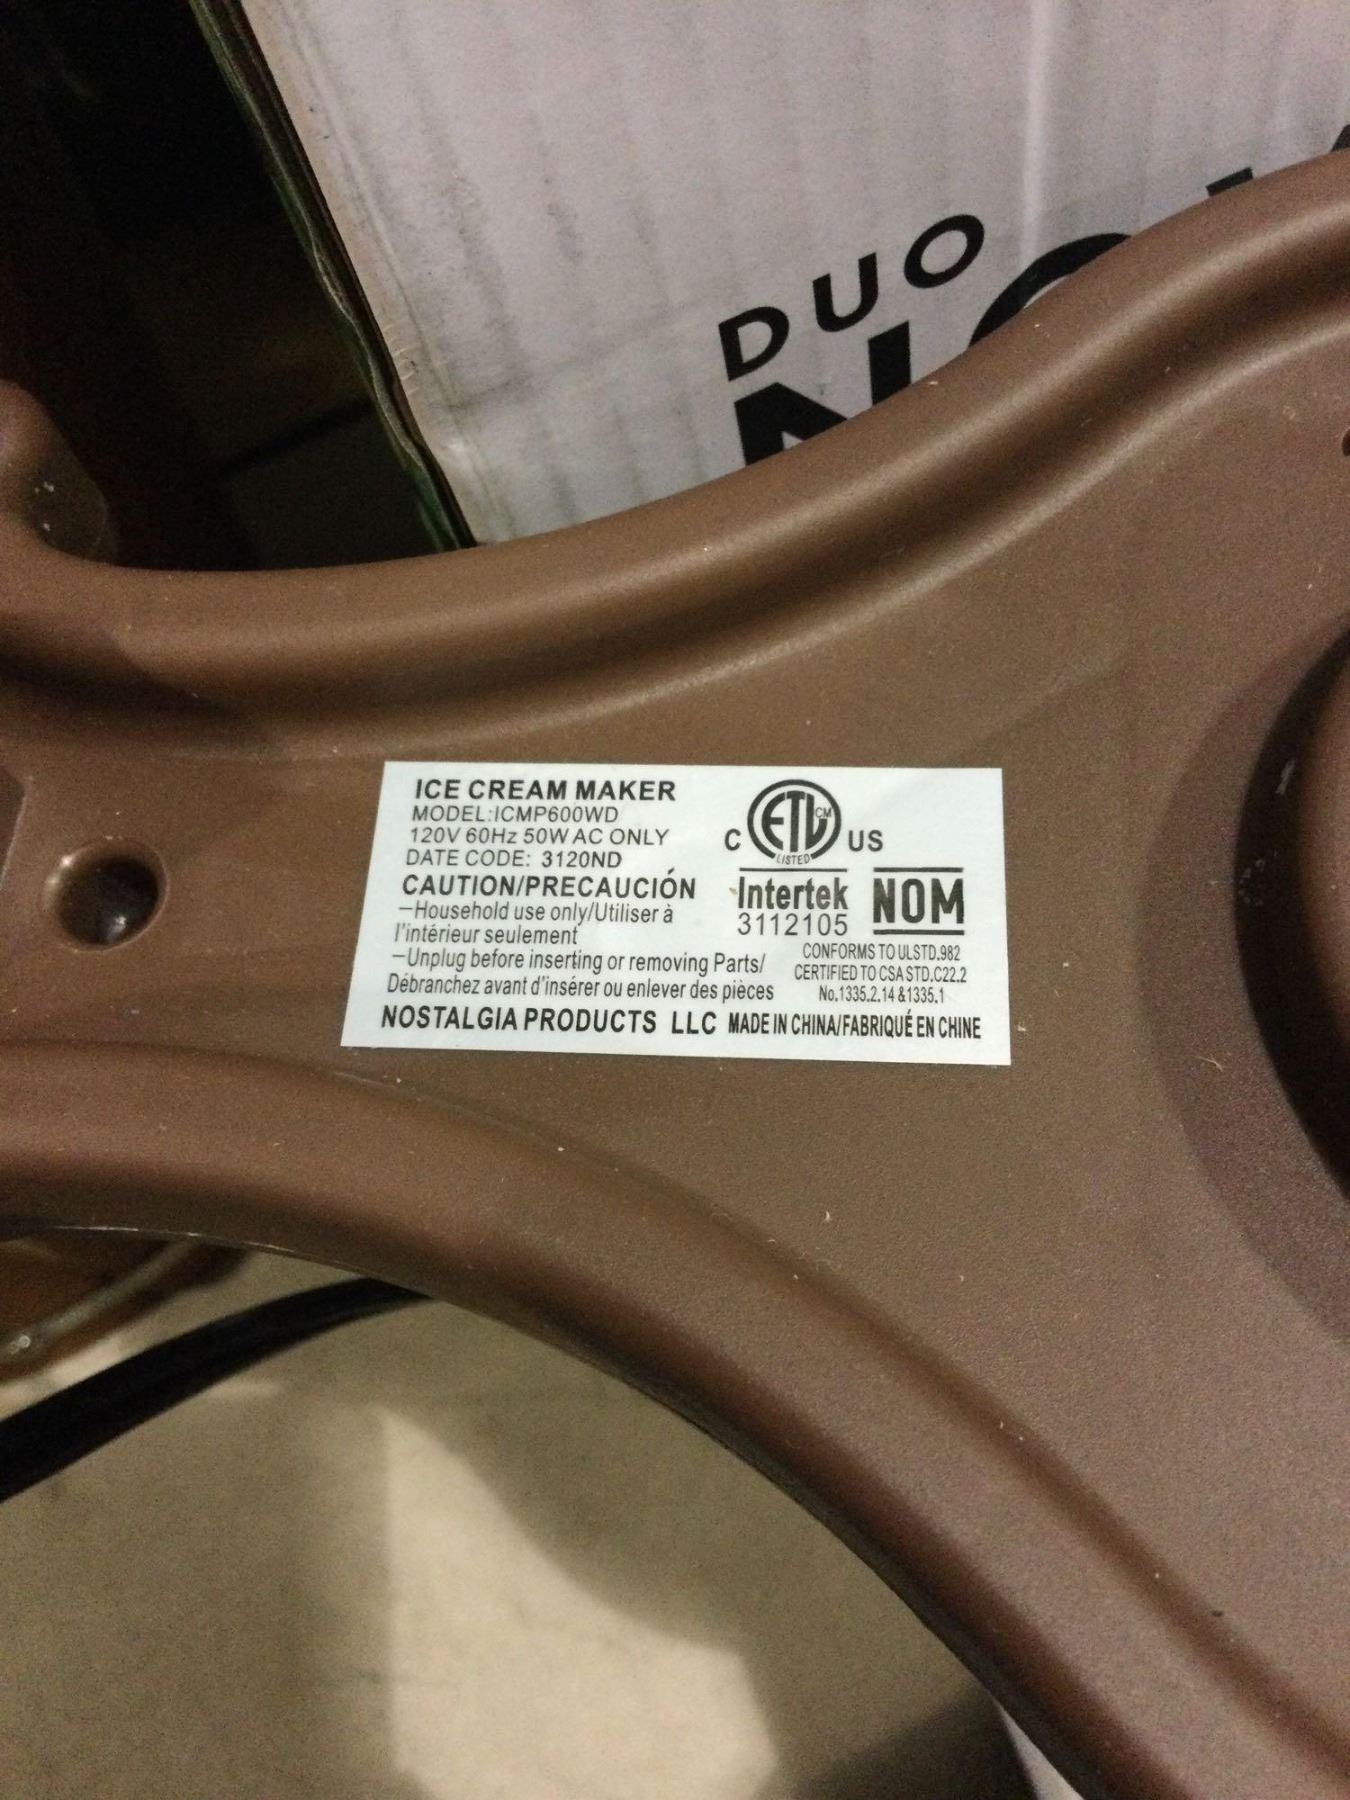 DUO
ICE CREAM MAKER
MODEL:ICMP600WD
120V 60Hz 50W AC ONLY
DATE CODE: 3120ND
CAUTION/PRECAUCIÓN
–Household use only/Utiliser à
l'intérieur seulement
–Unplug before inserting or removing Parts/
Débranchez avant d'insérer ou enlever des pièces
NOSTALGIA PRODUCTS LLC MADE IN CHINA/FABRIQUÉ EN CHINE
C ETL CM US
LISTED
Intertek NOM
3112105
CONFORMS TO ULSTD.982
CERTIFIED TO CSA STD.C22.2
No.1335.2.14 &1335.1